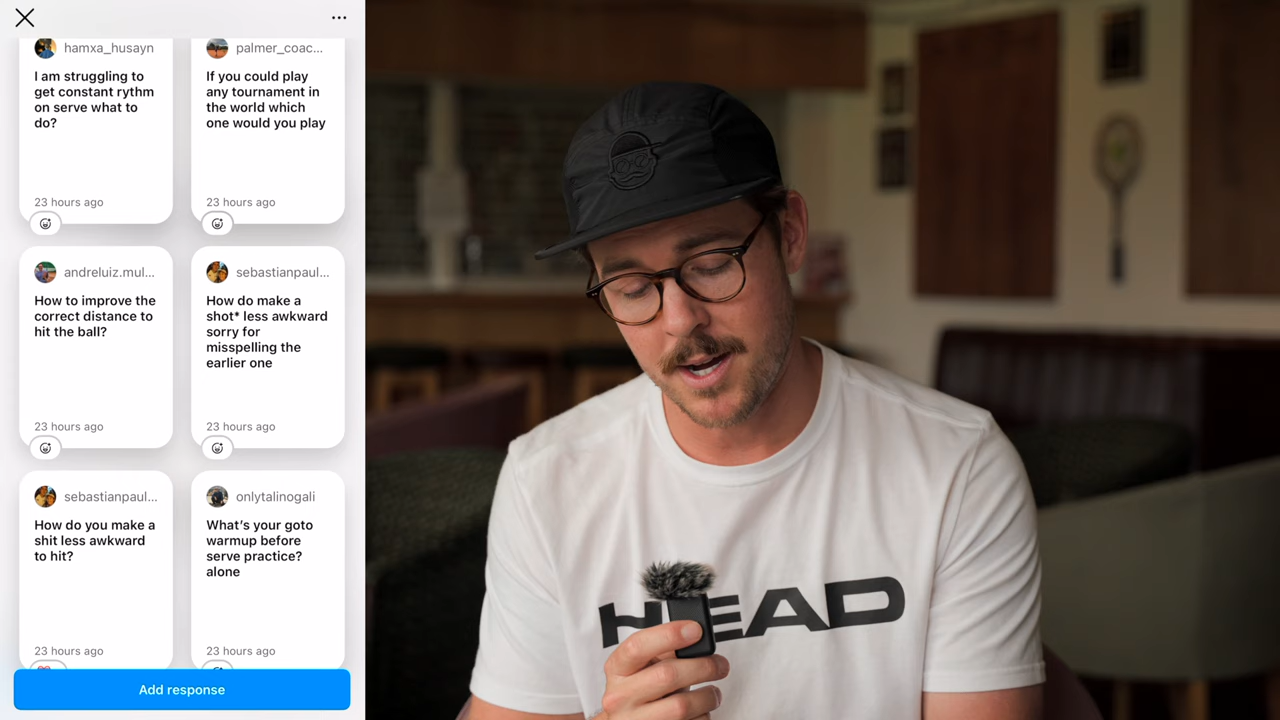 hamxa_husayn
I am struggling to
get constant rythm
on serve what to
do?
23 hours ago
palmer_coac...
If you could play
any tournament in
the world which
one would you play
23 hours ago
andreluiz.mul...
How to improve the
correct distance to
hit the ball?
23 hours ago
sebastianpaul...
How do make a
shot* less awkward
sorry for
misspelling the
earlier one
23 hours ago
sebastianpaul...
How do you make a
shit less awkward
to hit?
23 hours ago
onlytalinogali
What's your goto
warmup before
serve practice?
alone
23 hours ago
Add response
HEAD